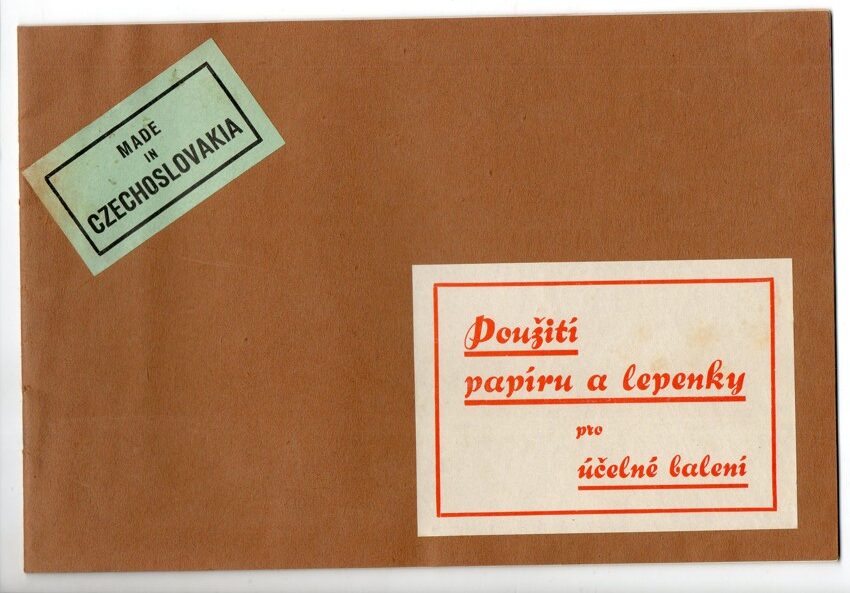 MADE
IN
CZECHOSLOVAKIA
Použití
papíru a lepenky
pro
účelné balení